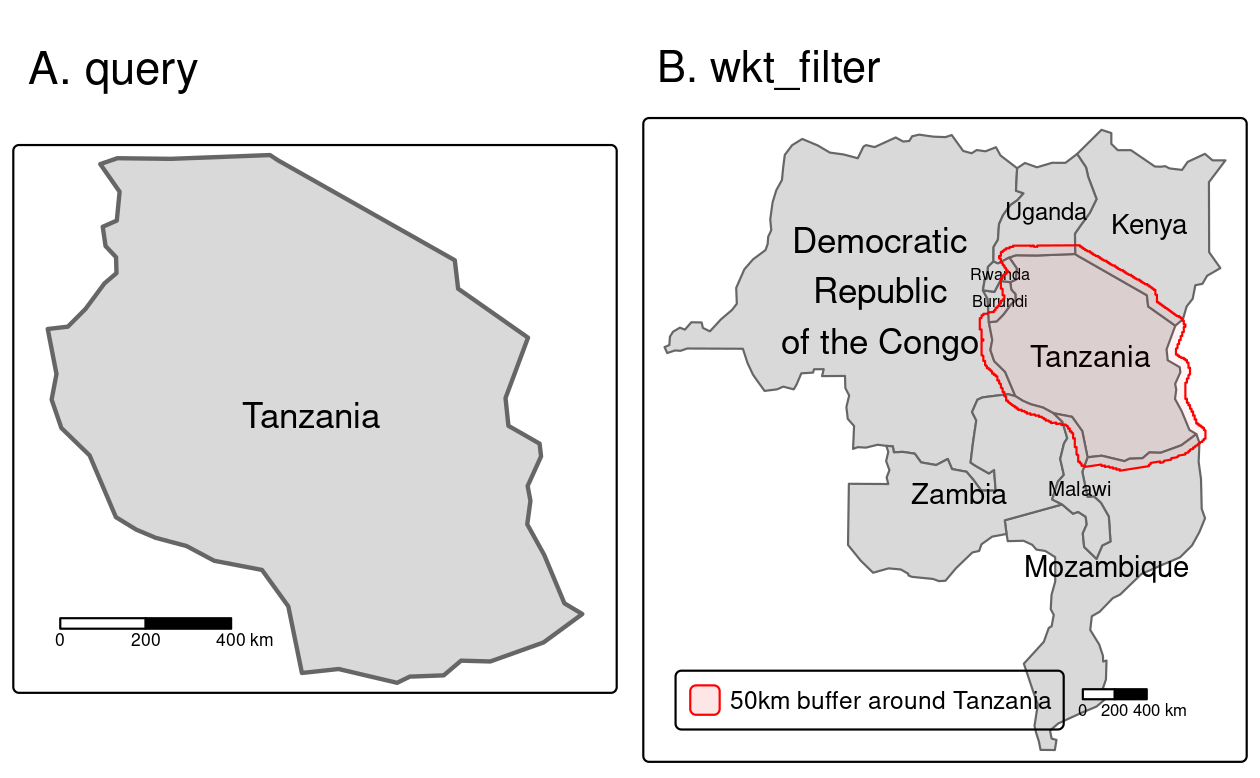 A. query
Tanzania
0 200 400 km
B. wkt_filter
Uganda
Kenya
Democratic
Republic
of the Congo
Rwanda
Burundi
Tanzania
Zambia
Malawi
Mozambique
50km buffer around Tanzania
0 200 400 km